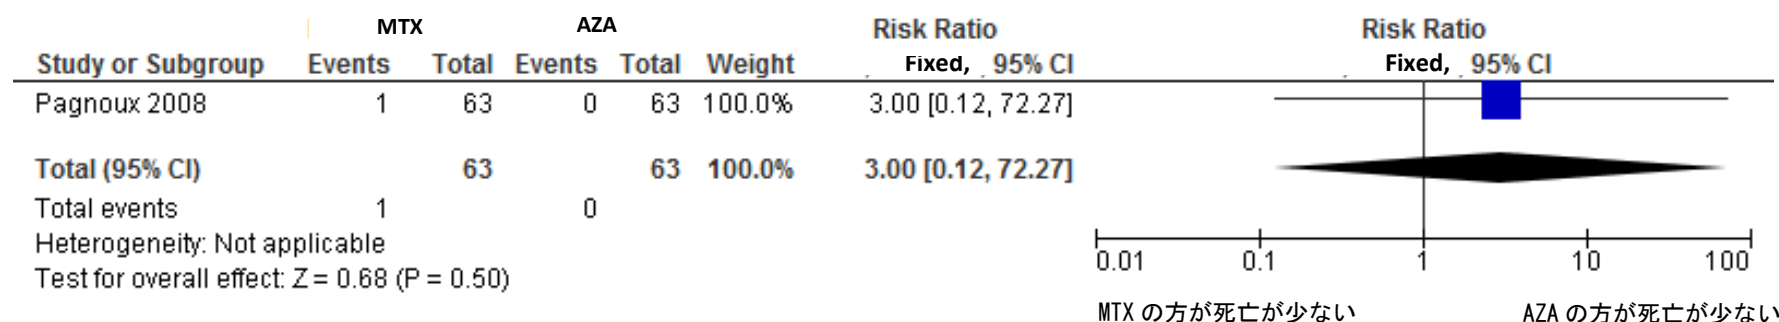 MTX AZA Risk Ratio Risk Ratio
Study or Subgroup Events Total Events Total Weight Fixed, 95% CI Fixed, 95% CI
Pagnoux 2008 1 63 0 63 100.0% 3.00 [0.12, 72.27]
Total (95% CI) 63 63 100.0% 3.00 [0.12, 72.27]
Total events 1 0
Heterogeneity: Not applicable
Test for overall effect: Z = 0.68 (P = 0.50)
0.01 0.1 1 10 100
MTX の方が死亡が少ない AZA の方が死亡が少ない